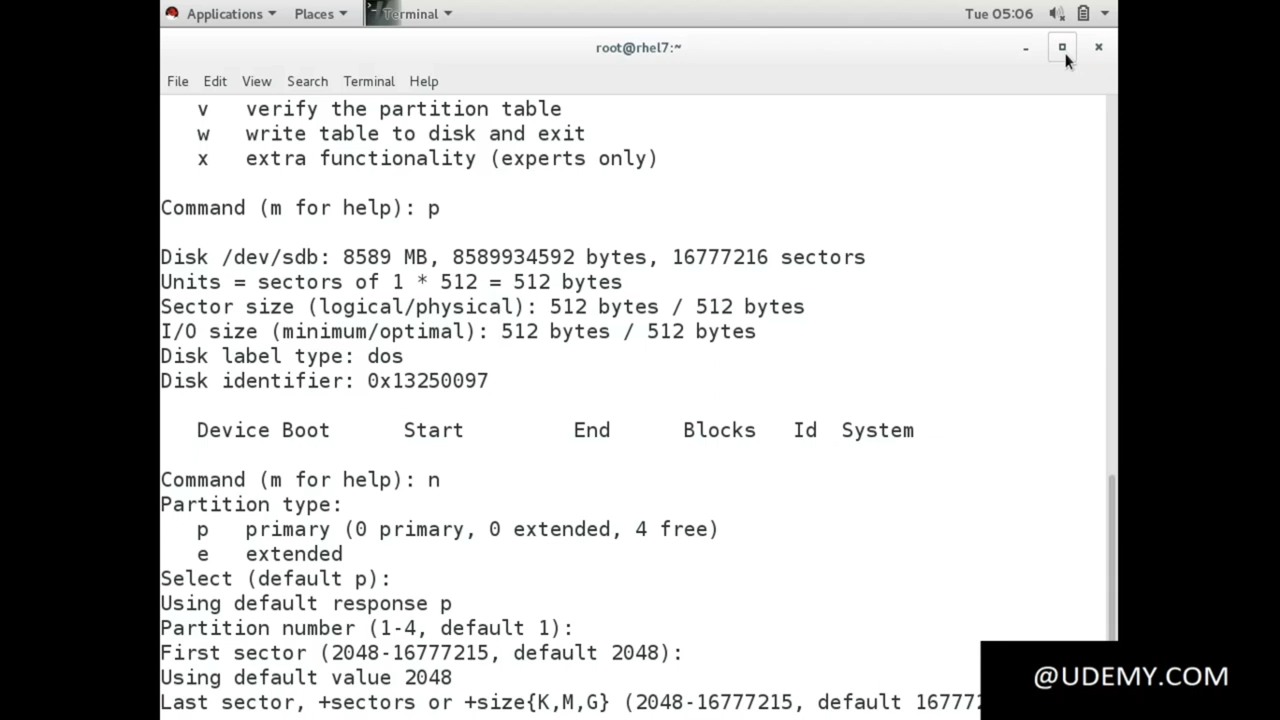 Applications Places Terminal Tue 05:06
root@rhel7:~
File Edit View Search Terminal Help
v verify the partition table
w write table to disk and exit
x extra functionality (experts only)
Command (m for help): p
Disk /dev/sdb: 8589 MB, 8589934592 bytes, 16777216 sectors
Units = sectors of 1 * 512 = 512 bytes
Sector size (logical/physical): 512 bytes / 512 bytes
I/O size (minimum/optimal): 512 bytes / 512 bytes
Disk label type: dos
Disk identifier: 0x13250097
Device Boot Start End Blocks Id System
Command (m for help): n
Partition type:
p primary (0 primary, 0 extended, 4 free)
e extended
Select (default p):
Using default response p
Partition number (1-4, default 1):
First sector (2048-16777215, default 2048):
Using default value 2048
Last sector, +sectors or +size{K,M,G} (2048-16777215, default 16777
@UDEMY.COM